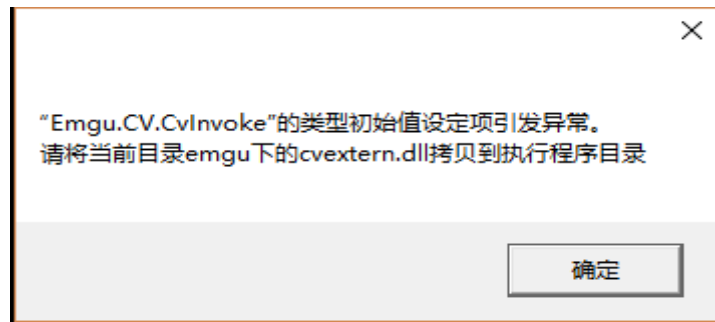 “Emgu.CV.CvInvoke”的类型初始值设定项引发异常。
请将当前目录emgu下的cvextern.dll拷贝到执行程序目录
确定